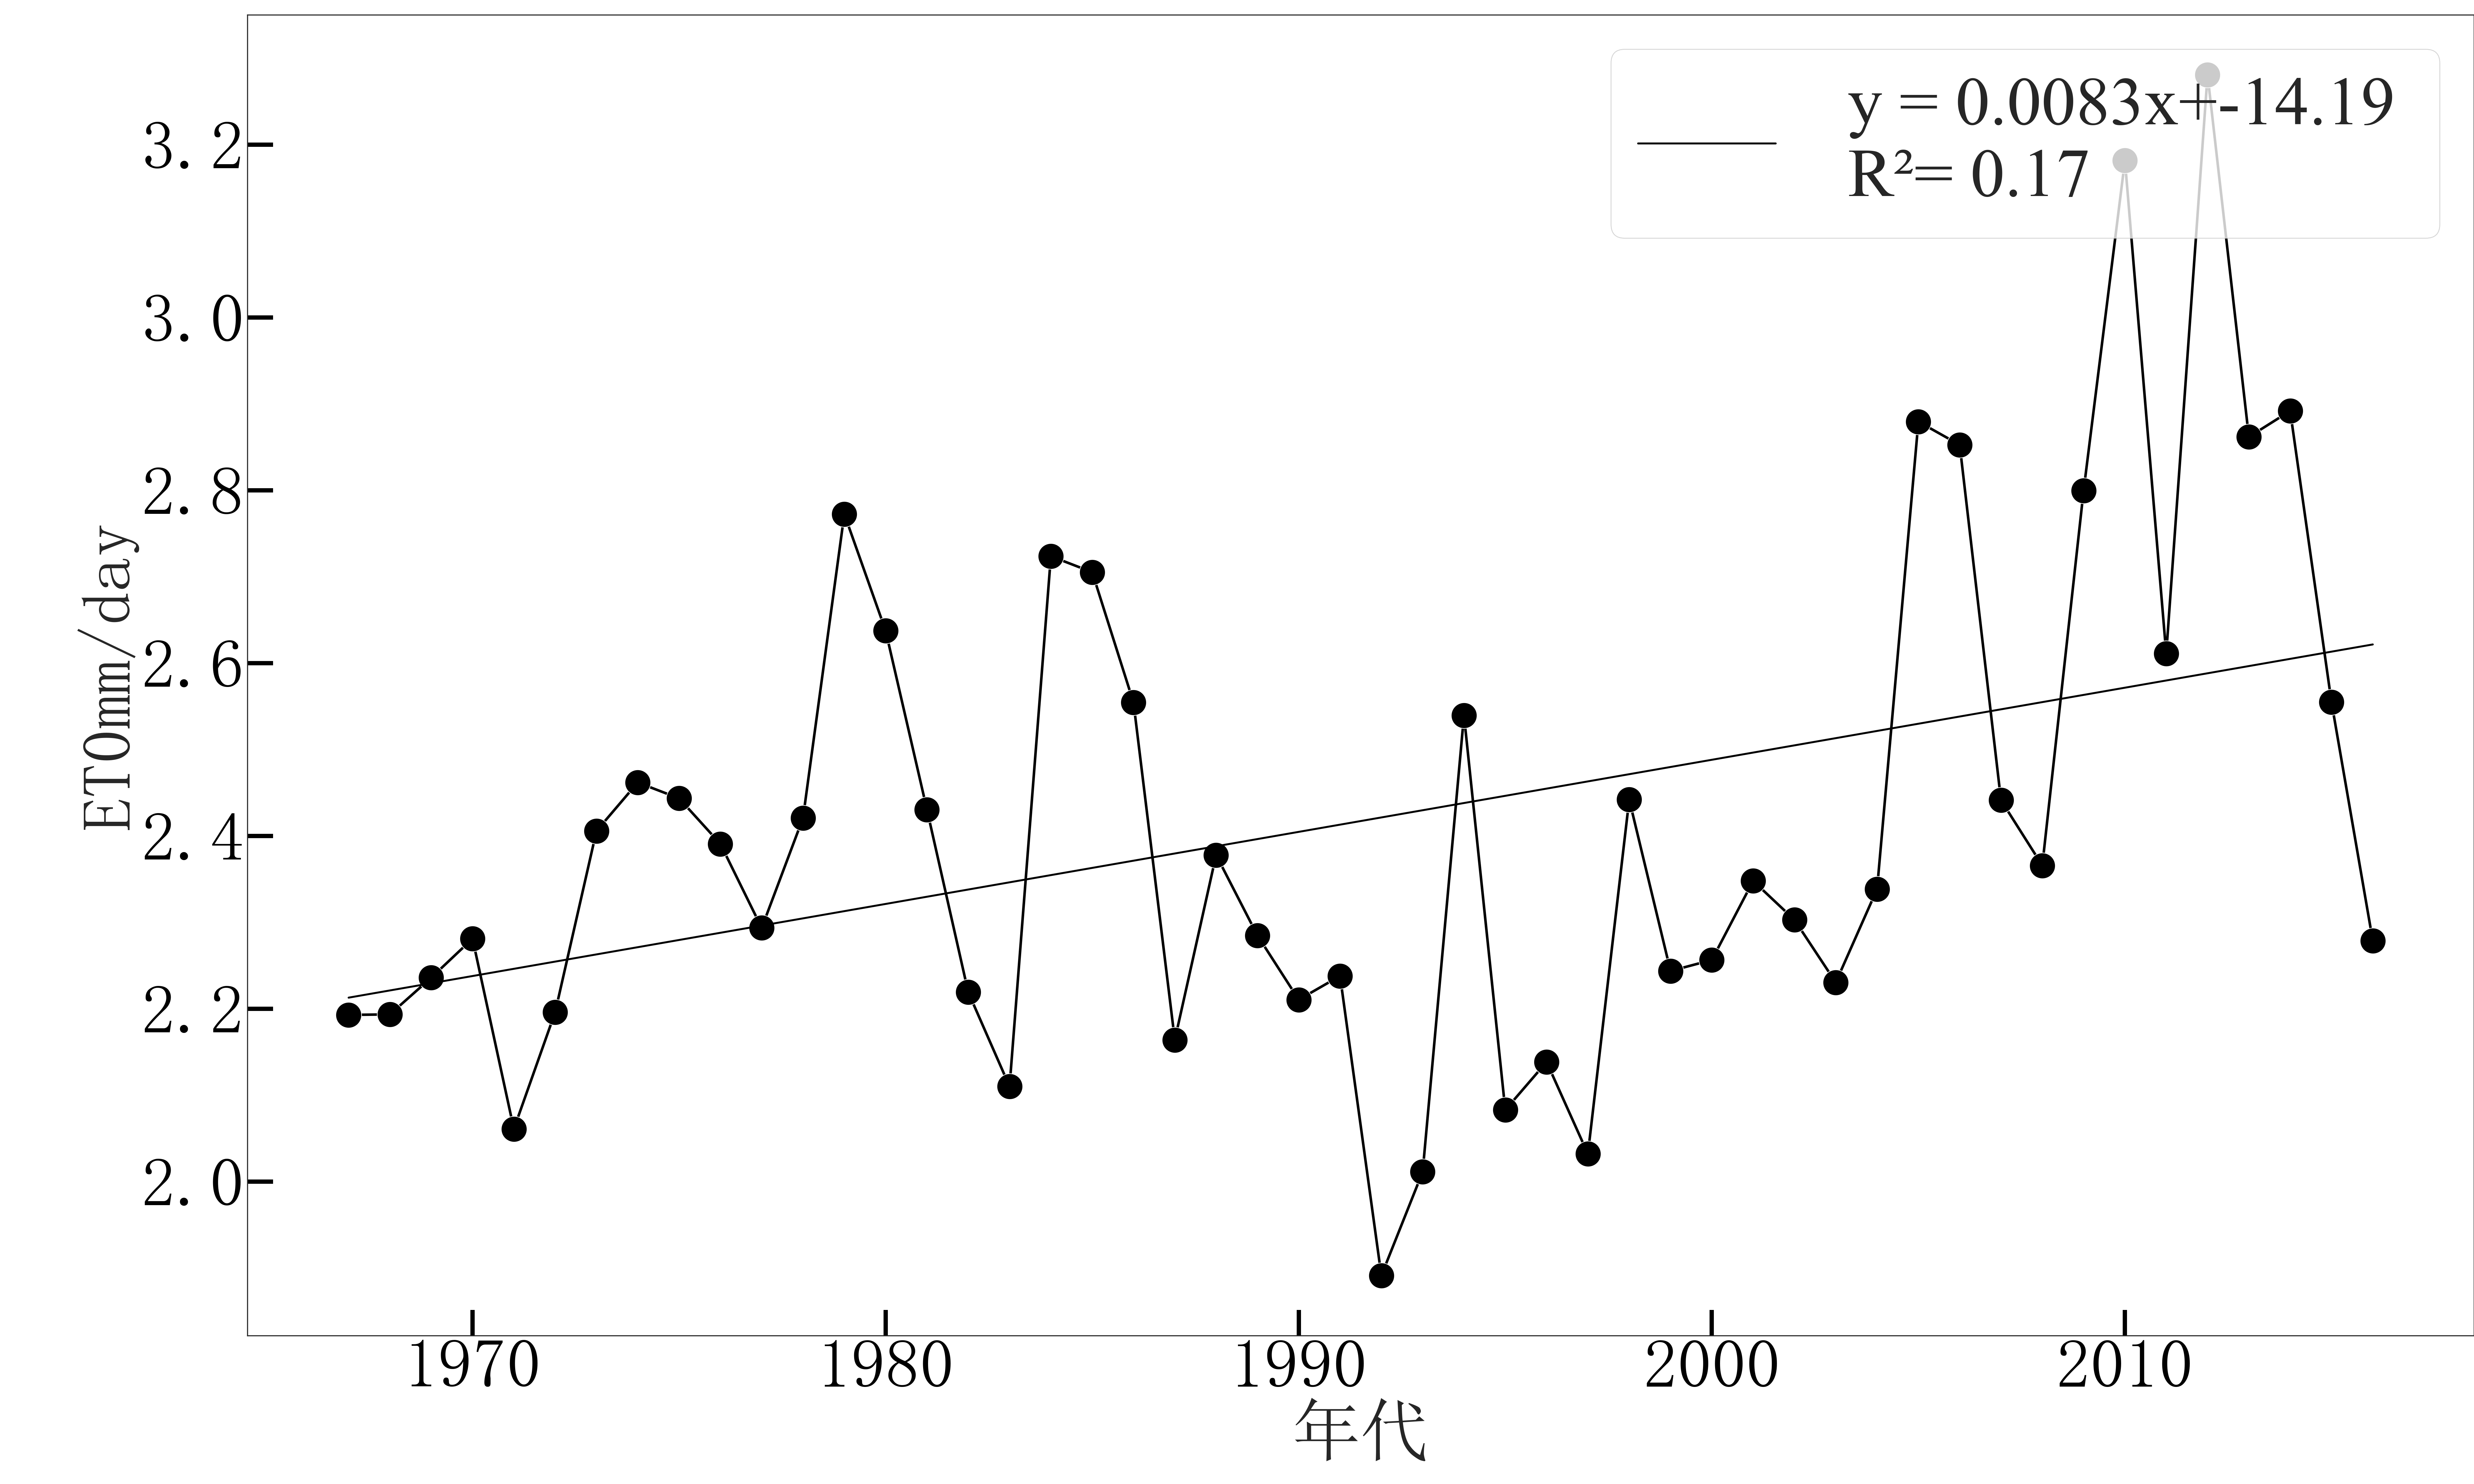 y = 0.0083x+-14.19
R²= 0.17
3.2
3.0
2.8
2.6
2.4
2.2
2.0
ET0mm/day
1970 1980 1990 2000 2010
年代